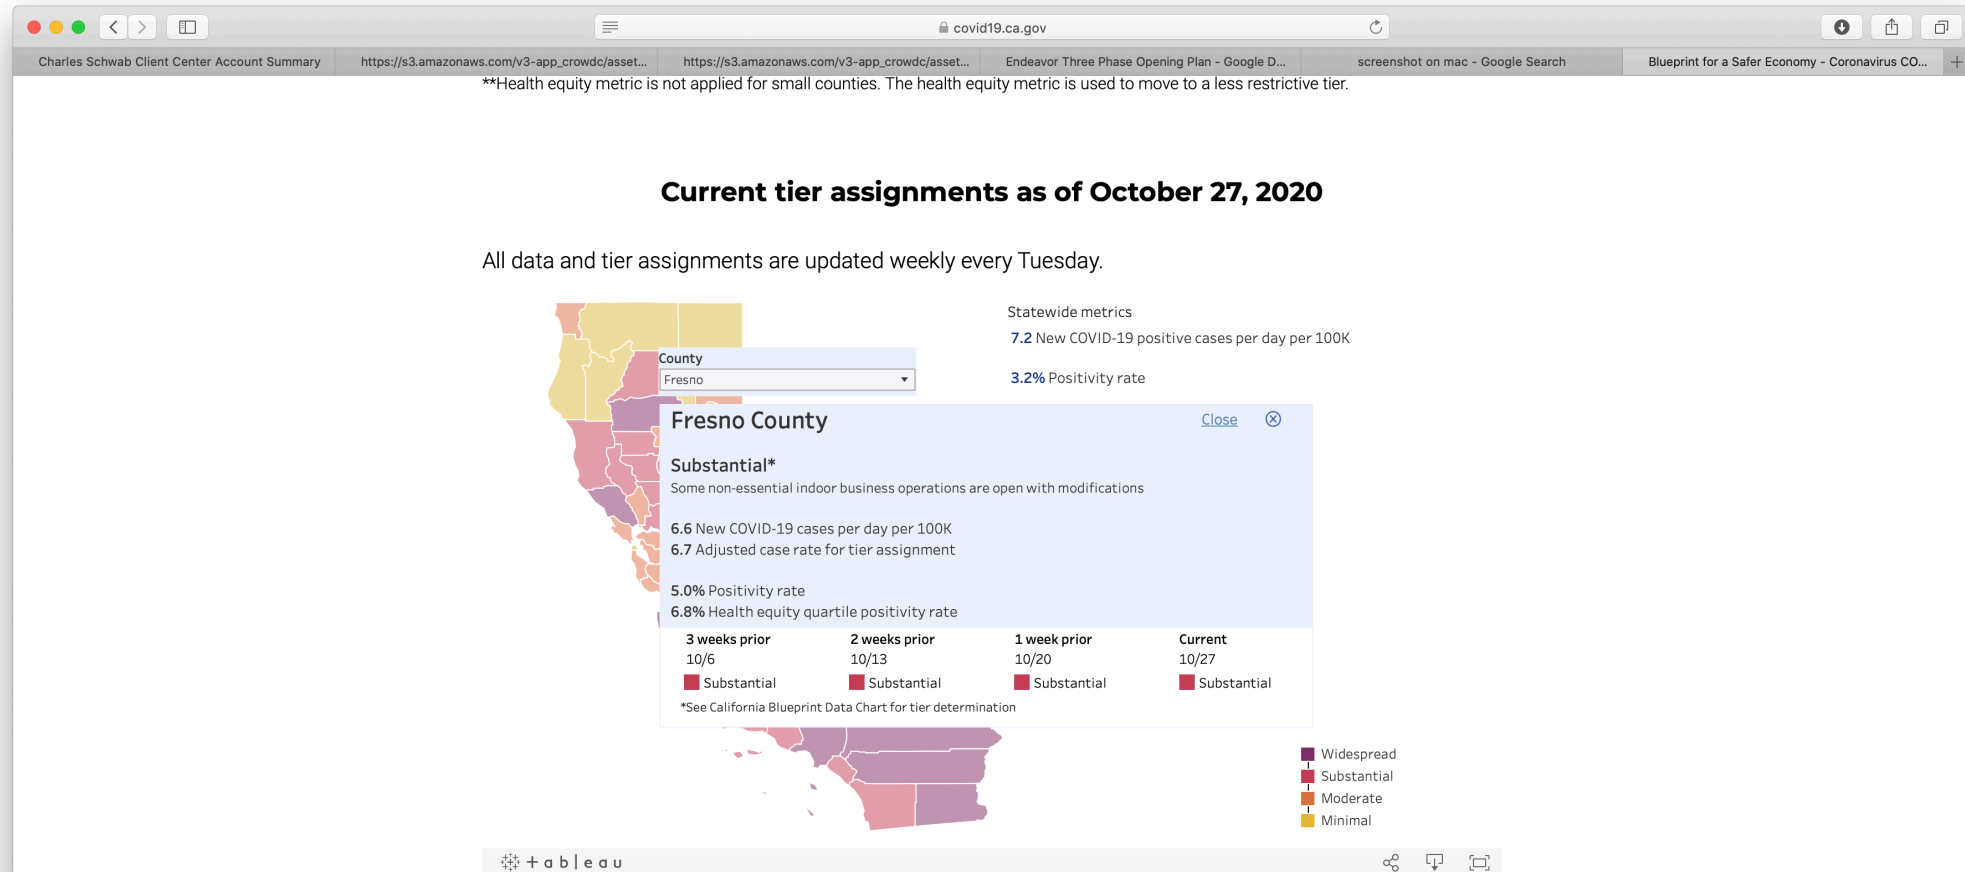 covid19.ca.gov
Charles Schwab Client Center Account Summary
https://s3.amazonaws.com/v3-app_crowdc/asset...
https://s3.amazonaws.com/v3-app_crowdc/asset...
Endeavor Three Phase Opening Plan - Google D...
screenshot on mac - Google Search
Blueprint for a Safer Economy - Coronavirus CO...
**Health equity metric is not applied for small counties. The health equity metric is used to move to a less restrictive tier.
Current tier assignments as of October 27, 2020
All data and tier assignments are updated weekly every Tuesday.
Statewide metrics
7.2 New COVID-19 positive cases per day per 100K
3.2% Positivity rate
County
Fresno
Fresno County
Close
Substantial*
Some non-essential indoor business operations are open with modifications
6.6 New COVID-19 cases per day per 100K
6.7 Adjusted case rate for tier assignment
5.0% Positivity rate
6.8% Health equity quartile positivity rate
3 weeks prior 2 weeks prior 1 week prior Current
10/6 10/13 10/20 10/27
Substantial Substantial Substantial Substantial
*See California Blueprint Data Chart for tier determination
Widespread
Substantial
Moderate
Minimal
+ableau